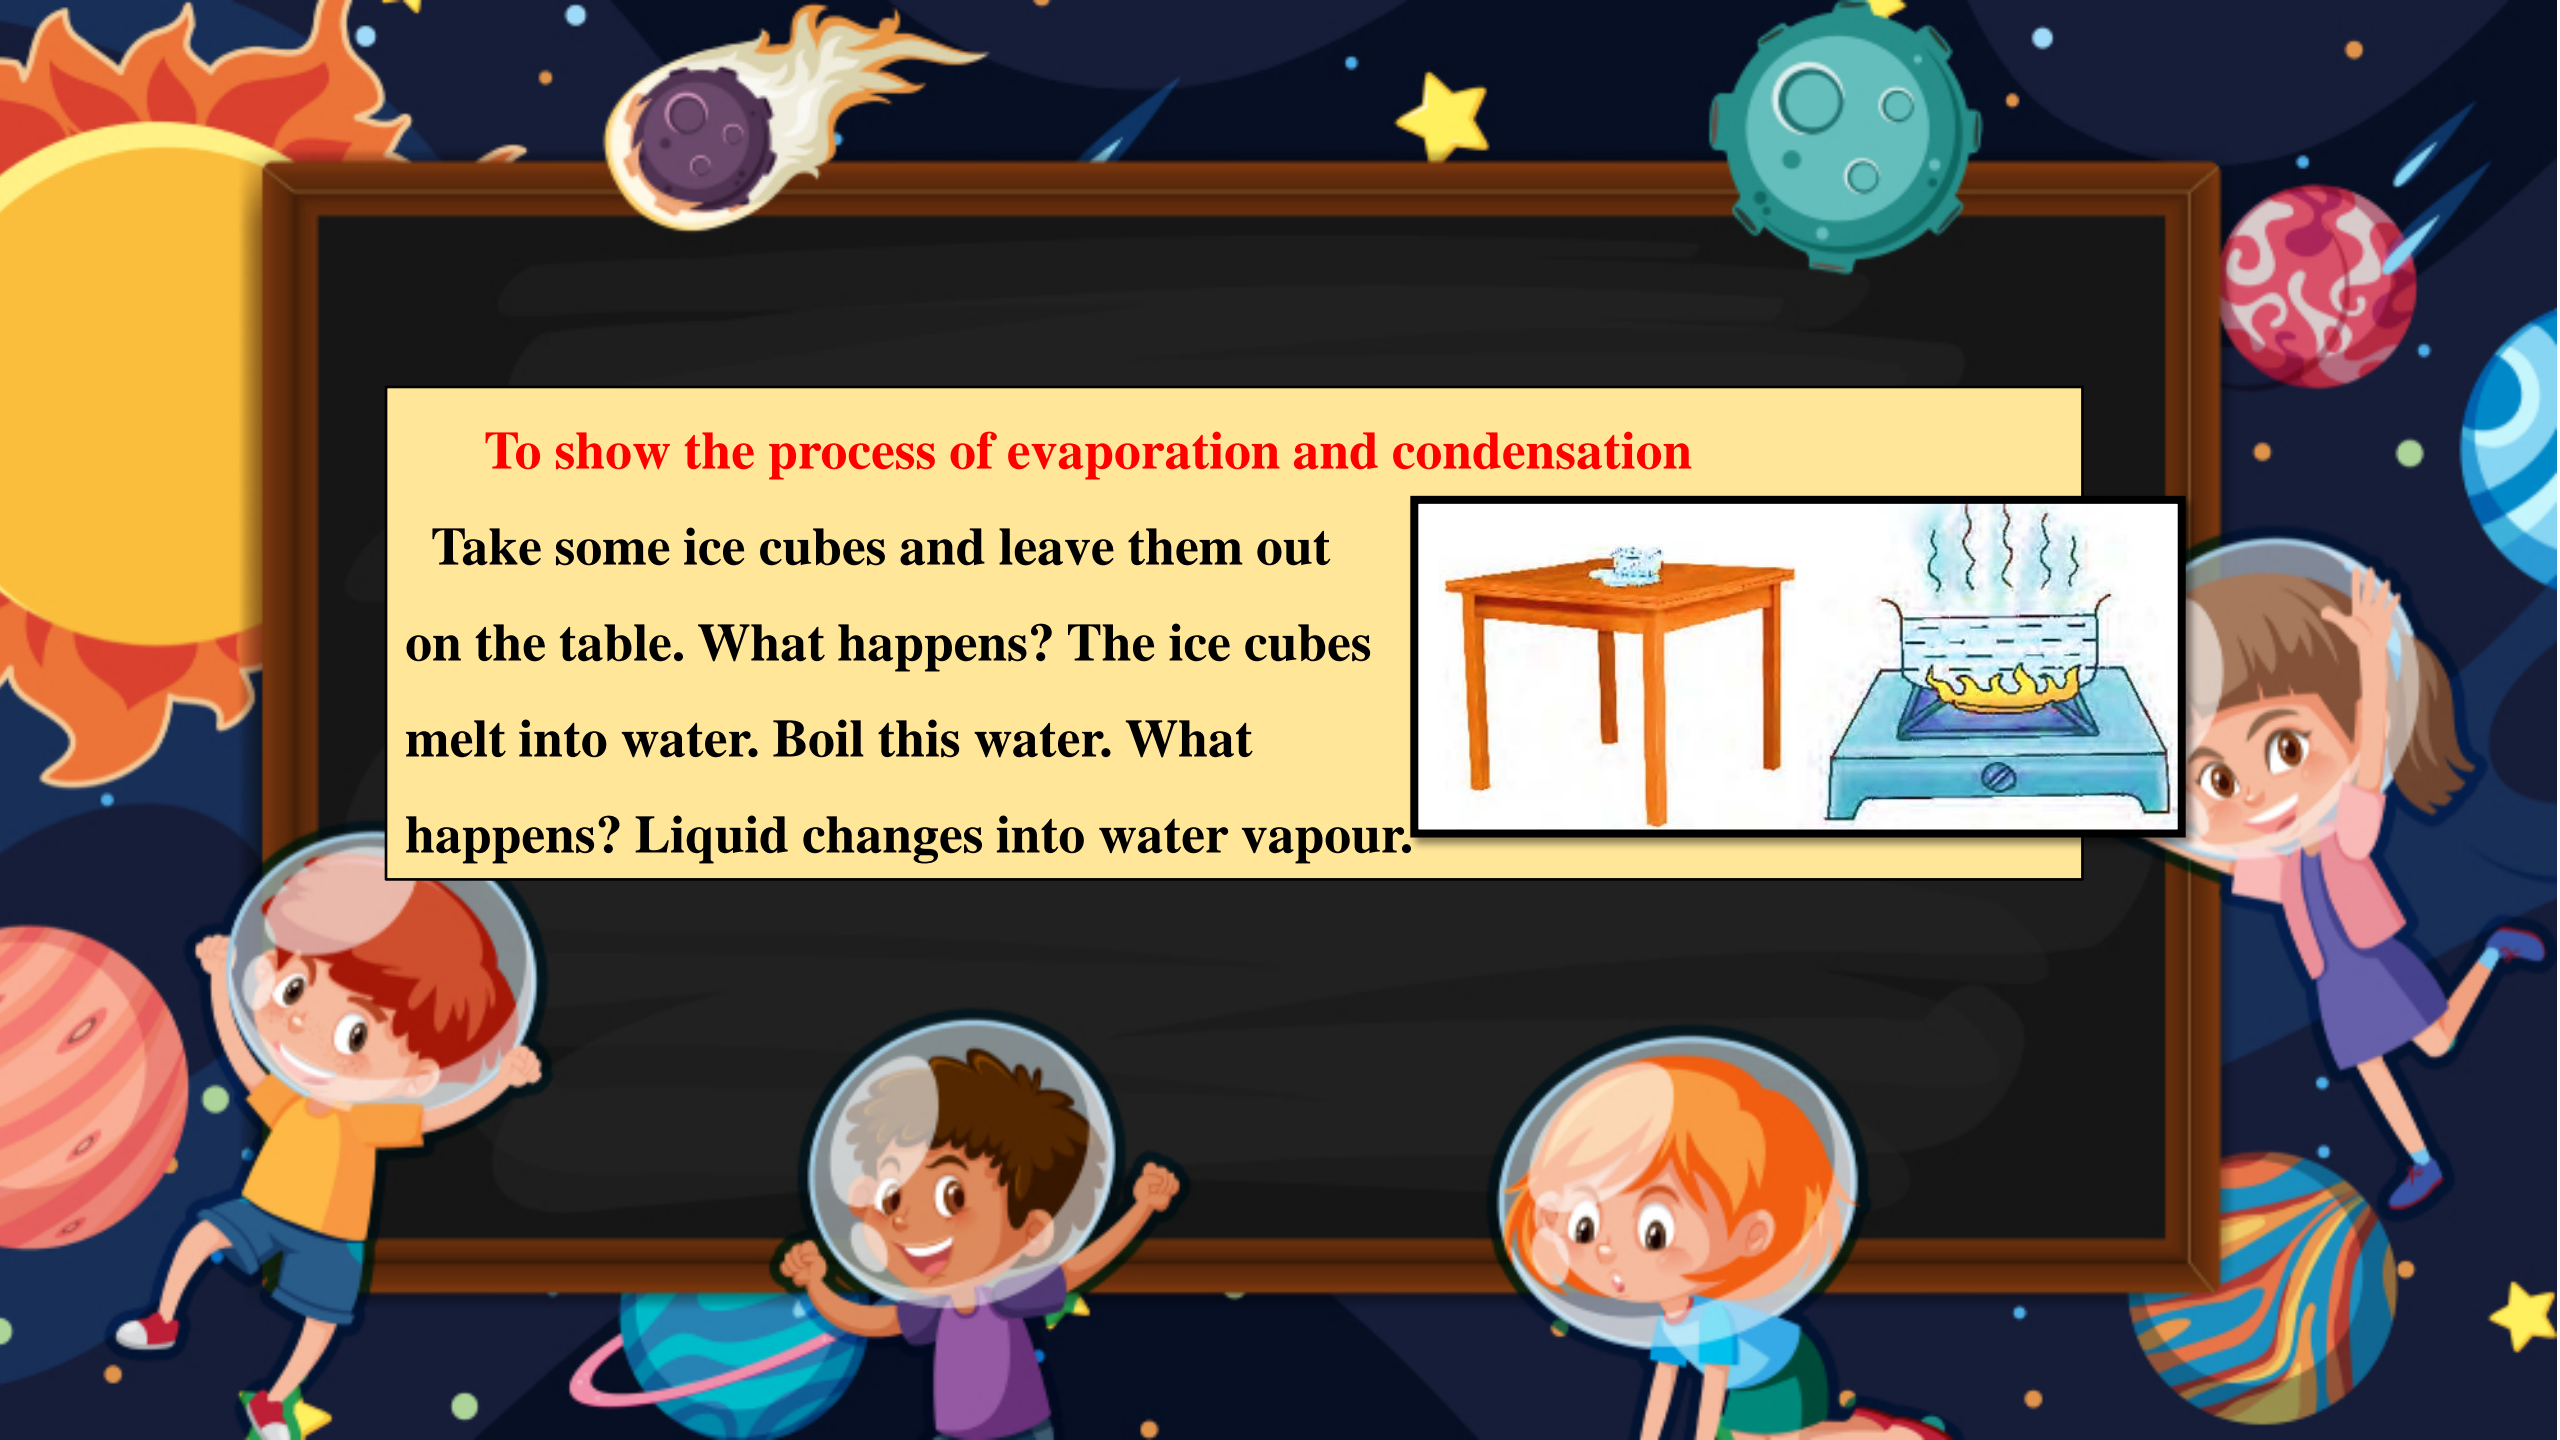 To show the process of evaporation and condensation
Take some ice cubes and leave them out
on the table. What happens? The ice cubes
melt into water. Boil this water. What
happens? Liquid changes into water vapour.